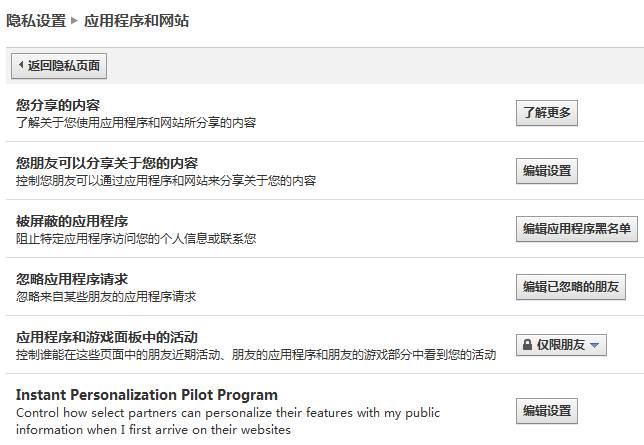 隐私设置 ▸ 应用程序和网站
返回隐私页面
您分享的内容
了解关于您使用应用程序和网站所分享的内容
了解更多
您朋友可以分享关于您的内容
控制您朋友可以通过应用程序和网站来分享关于您的内容
编辑设置
被屏蔽的应用程序
阻止特定应用程序访问您的个人信息或联系您
编辑应用程序黑名单
忽略应用程序请求
忽略来自某些朋友的应用程序请求
编辑已忽略的朋友
应用程序和游戏面板中的活动
控制谁能在这些页面中的朋友近期活动、朋友的应用程序和朋友的游戏部分中看到您的活动
仅限朋友
Instant Personalization Pilot Program
Control how select partners can personalize their features with my public
information when I first arrive on their websites
编辑设置